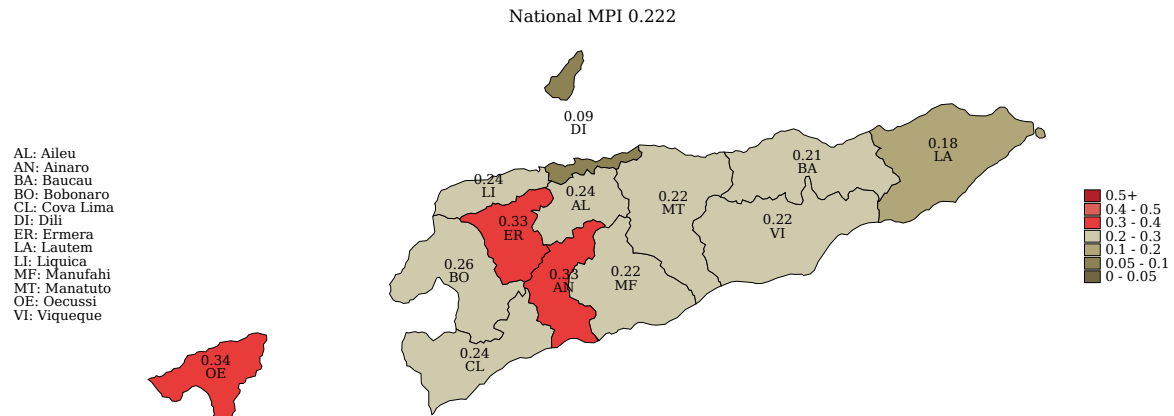 National MPI 0.222
0.09
DI
AL: Aileu
AN: Ainaro
BA: Baucau
BO: Bobonaro
CL: Cova Lima
DI: Dili
ER: Ermera
LA: Lautem
LI: Liquica
MF: Manufahi
MT: Manatuto
OE: Oecussi
VI: Viqueque
0.24
LI
0.24
AL
0.33
ER
0.22
MT
0.21
BA
0.18
LA
0.22
VI
0.26
BO
0.33
AN
0.22
MF
0.24
CL
0.34
OE
0.5+
0.4 - 0.5
0.3 - 0.4
0.2 - 0.3
0.1 - 0.2
0.05 - 0.1
0 - 0.05